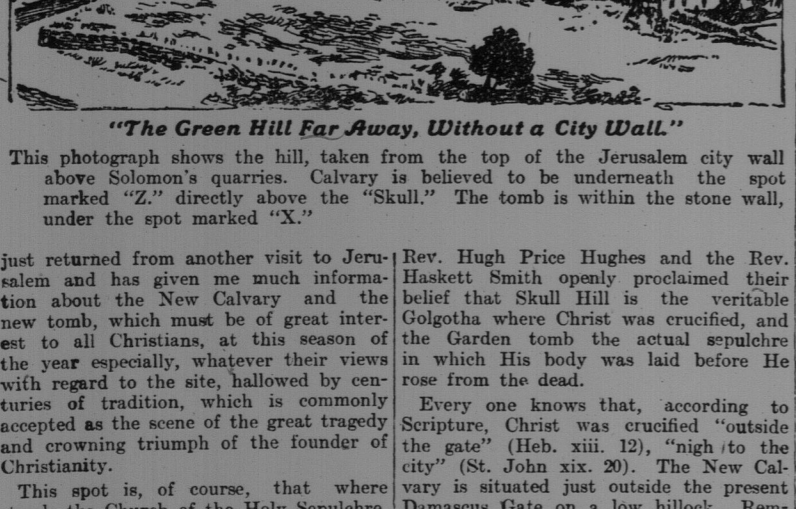 "The Green Hill Far Away, Without a City Wall."
This photograph shows the hill, taken from the top of the Jerusalem city wall
above Solomon's quarries. Calvary is believed to be underneath the spot
marked "Z." directly above the "Skull." The tomb is within the stone wall,
under the spot marked "X."
just returned from another visit to Jeru-
salem and has given me much informa-
tion about the New Calvary and the
new tomb, which must be of great inter-
est to all Christians, at this season of
the year especially, whatever their views
with regard to the site, hallowed by cen-
turies of tradition, which is commonly
accepted as the scene of the great tragedy
and crowning triumph of the founder of
Christianity.
This spot is, of course, that where
stands the Church of the Holy Sepulchre
Rev. Hugh Price Hughes and the Rev.
Haskett Smith openly proclaimed their
belief that Skull Hill is the veritable
Golgotha where Christ was crucified, and
the Garden tomb the actual sepulchre
in which His body was laid before He
rose from the dead.
Every one knows that, according to
Scripture, Christ was crucified "outside
the gate" (Heb. xiii. 12), "nigh to the
city" (St. John xix. 20). The New Cal-
vary is situated just outside the present
Damascus Gate on a low hillock. Rem-